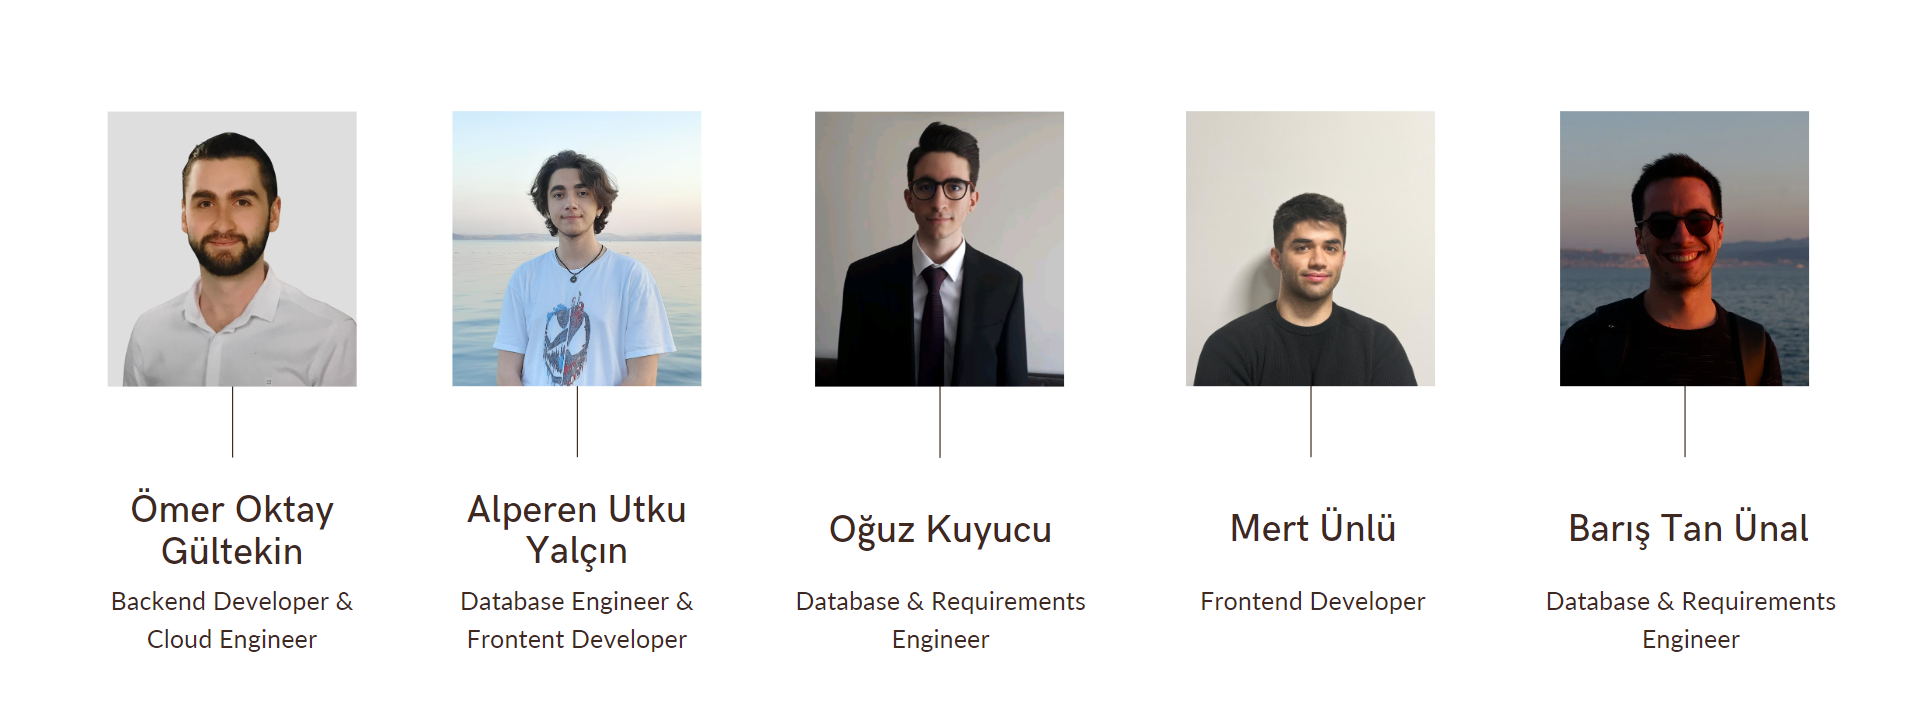 Ömer Oktay
Gültekin
Backend Developer &
Cloud Engineer
Alperen Utku
Yalçın
Database Engineer &
Frontent Developer
Oğuz Kuyucu
Database & Requirements
Engineer
Mert Ünlü
Frontend Developer
Barış Tan Ünal
Database & Requirements
Engineer